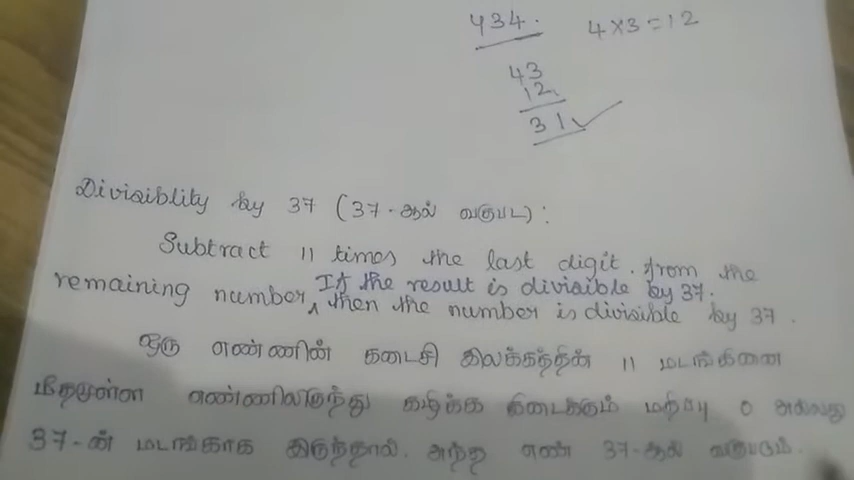 434. 4 x 3 = 12
43
12
31 ✓
Divisiblity by 37 (37-ஆல் வகுபட):
Subtract 11 times the last digit. from the
remaining number, If the result is divisible by 37.
then the number is divisible by 37.
ஒரு எண்ணின் கடைசி இலக்கத்தின் 11 மடங்கினை
மீதமுள்ள எண்ணிலிருந்து கழிக்க கிடைக்கும் மதிப்பு 0 அல்லது
37-ன் மடங்காக இருந்தால். அந்த எண் 37-ஆல் வகுபடும்.